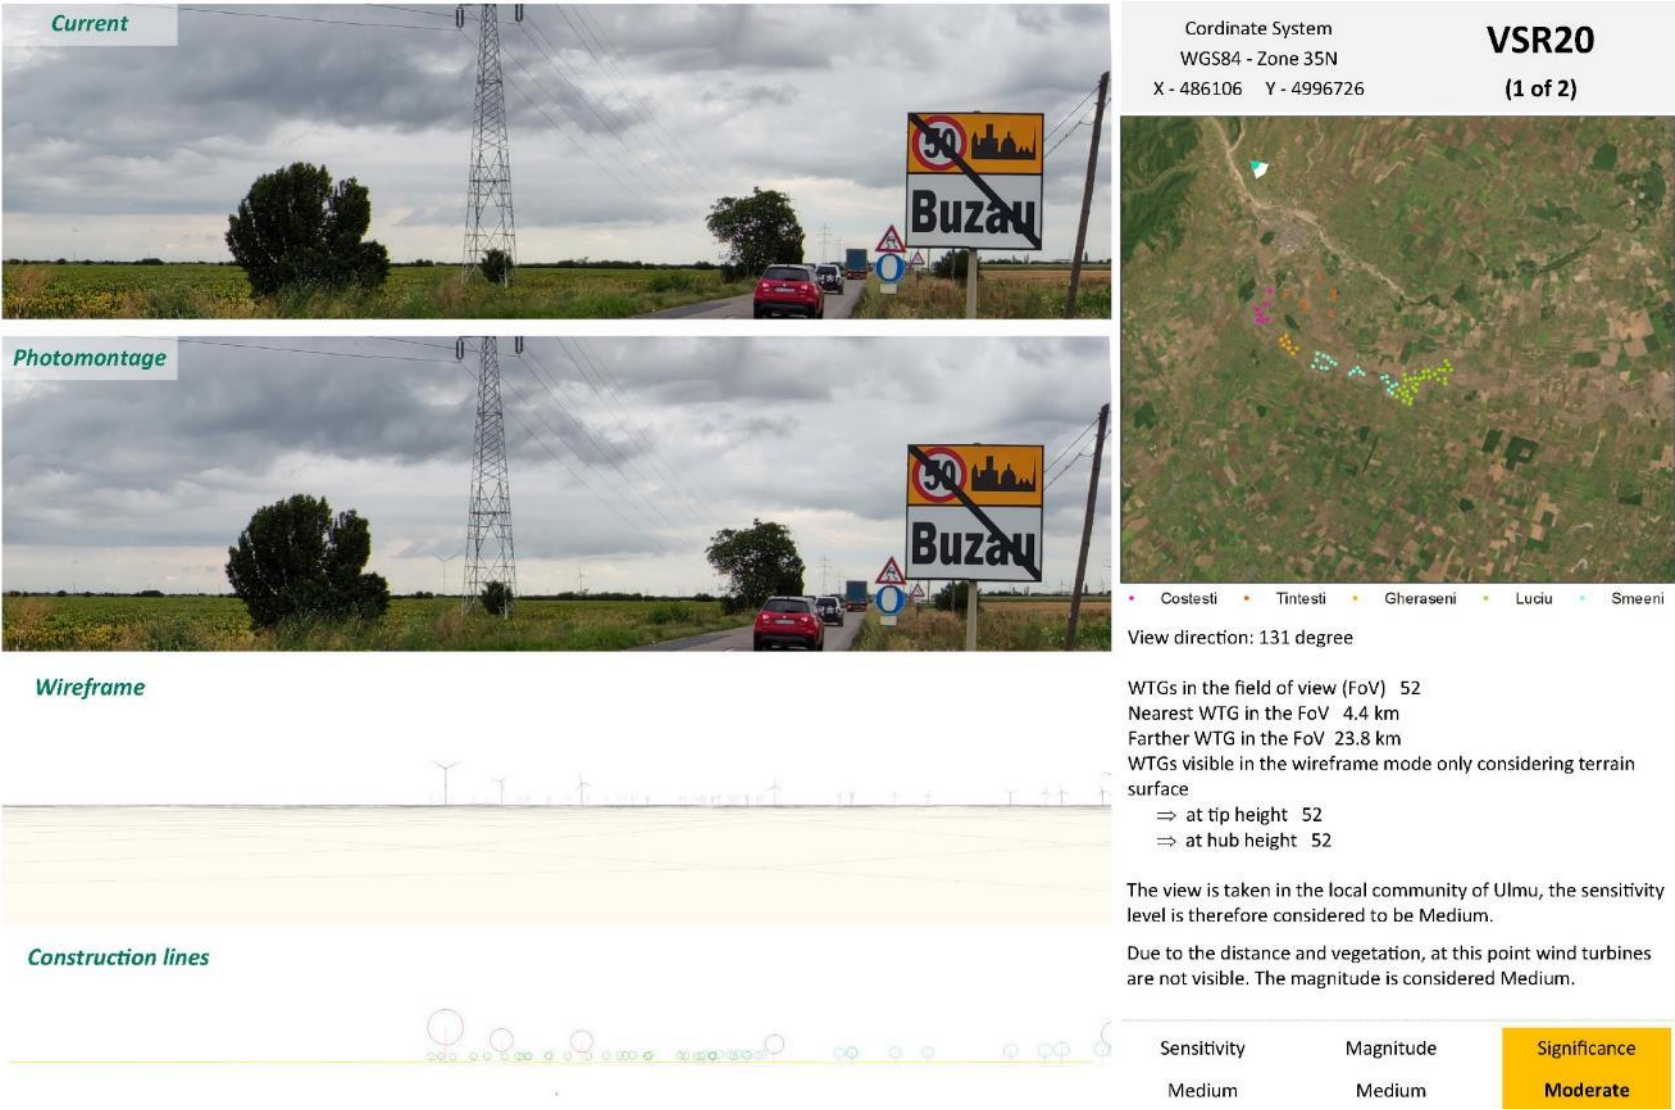 Current
50
Buzau
Photomontage
50
Buzau
Wireframe
Construction lines
Cordinate System
WGS84 - Zone 35N
X - 486106 Y - 4996726
VSR20
(1 of 2)
• Costesti • Tintesti • Gheraseni • Luciu • Smeeni
View direction: 131 degree
WTGs in the field of view (FoV) 52
Nearest WTG in the FoV 4.4 km
Farther WTG in the FoV 23.8 km
WTGs visible in the wireframe mode only considering terrain
surface
⇒ at tip height 52
⇒ at hub height 52
The view is taken in the local community of Ulmu, the sensitivity
level is therefore considered to be Medium.
Due to the distance and vegetation, at this point wind turbines
are not visible. The magnitude is considered Medium.
Sensitivity Magnitude Significance
Medium Medium Moderate